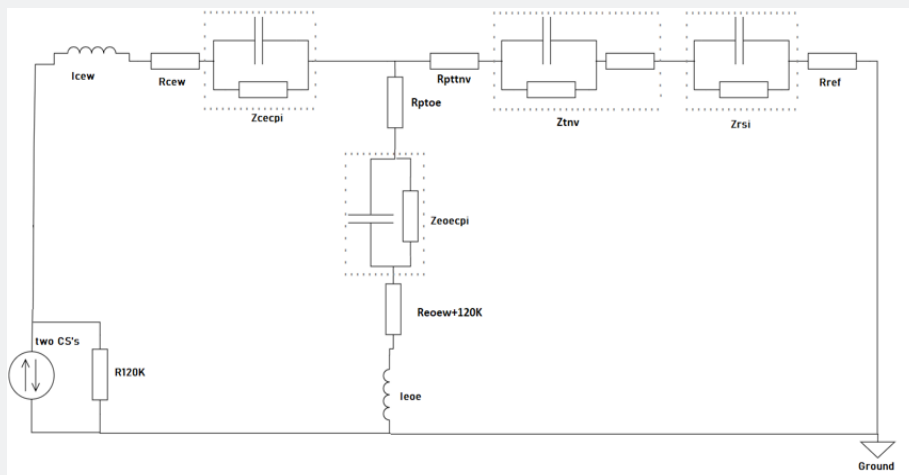 Icew
Rcew
Zcecpi
Rpttnv
Ztnv
Zrsi
Rref
Rptoe
Zeoecpi
Reoew+120K
two CS's
R120K
Ieoe
Ground